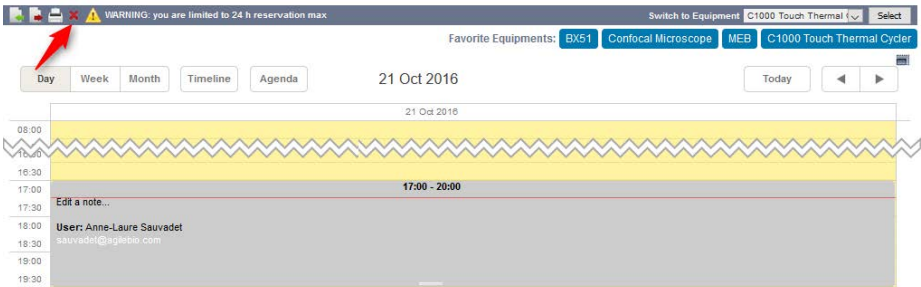 WARNING: you are limited to 24 h reservation max
Switch to Equipment C1000 Touch Thermal Select
Favorite Equipments: BX51 Confocal Microscope MEB C1000 Touch Thermal Cycler
Day Week Month Timeline Agenda 21 Oct 2016 Today
21 Oct 2016
08:00
16:30
17:00 17:00 - 20:00
Edit a note...
17:30
18:00 User: Anne-Laure Sauvadet
18:30 sauvadet@agilebio.com
19:00
19:30